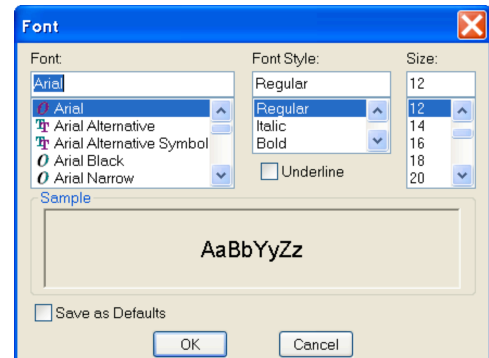 Font
Font: Font Style: Size:
Arial Regular 12
Arial Regular 12
Arial Alternative Italic 14
Arial Alternative Symbol Bold 16
Arial Black 18
Arial Narrow Underline 20
Sample
AaBbYyZz
Save as Defaults
OK Cancel